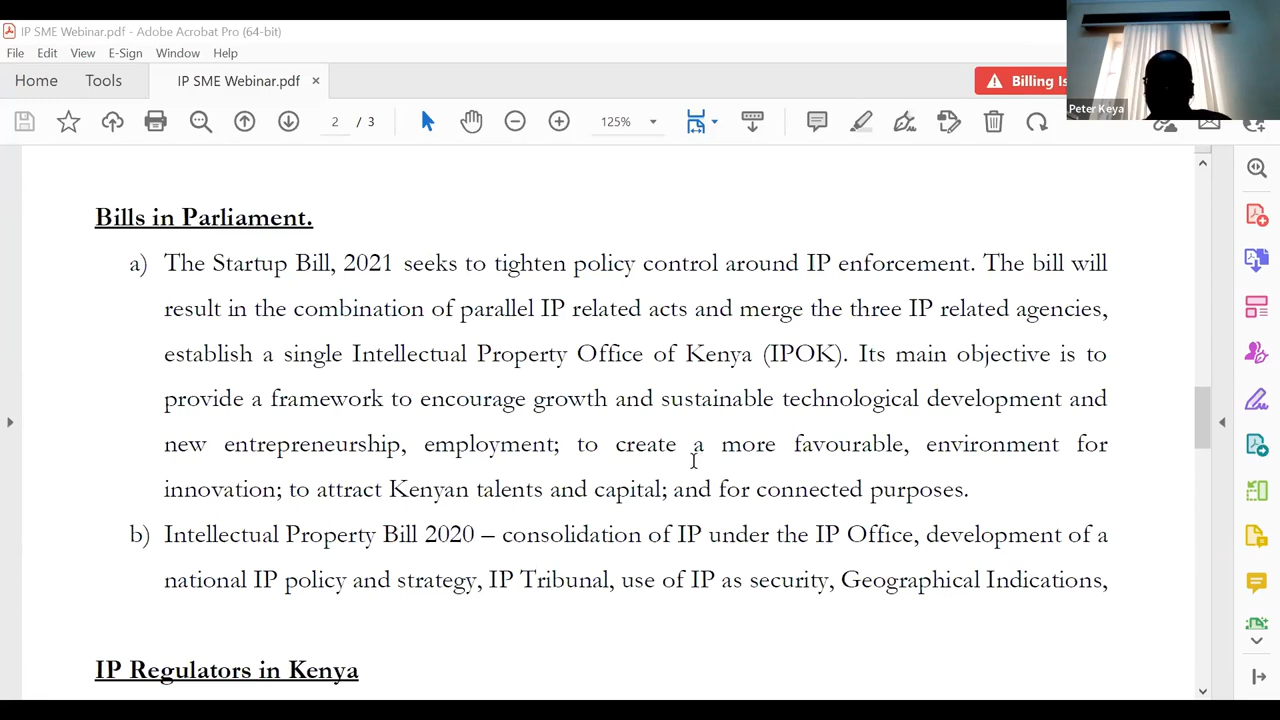 IP SME Webinar.pdf - Adobe Acrobat Pro (64-bit)
File Edit View E-Sign Window Help
Home Tools IP SME Webinar.pdf × Billing Is
2 / 3 125%
Peter Keya
Bills in Parliament.
a) The Startup Bill, 2021 seeks to tighten policy control around IP enforcement. The bill will
result in the combination of parallel IP related acts and merge the three IP related agencies,
establish a single Intellectual Property Office of Kenya (IPOK). Its main objective is to
provide a framework to encourage growth and sustainable technological development and
new entrepreneurship, employment; to create a more favourable, environment for
innovation; to attract Kenyan talents and capital; and for connected purposes.
b) Intellectual Property Bill 2020 – consolidation of IP under the IP Office, development of a
national IP policy and strategy, IP Tribunal, use of IP as security, Geographical Indications,
IP Regulators in Kenya